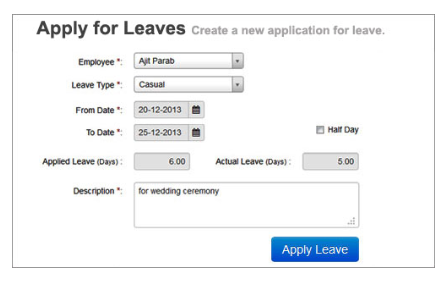 Apply for Leaves Create a new application for leave.
Employee *: Ajit Parab
Leave Type *: Casual
From Date *: 20-12-2013
To Date *: 25-12-2013 Half Day
Applied Leave (Days) : 6.00 Actual Leave (Days) : 5.00
Description *: for wedding ceremony
Apply Leave